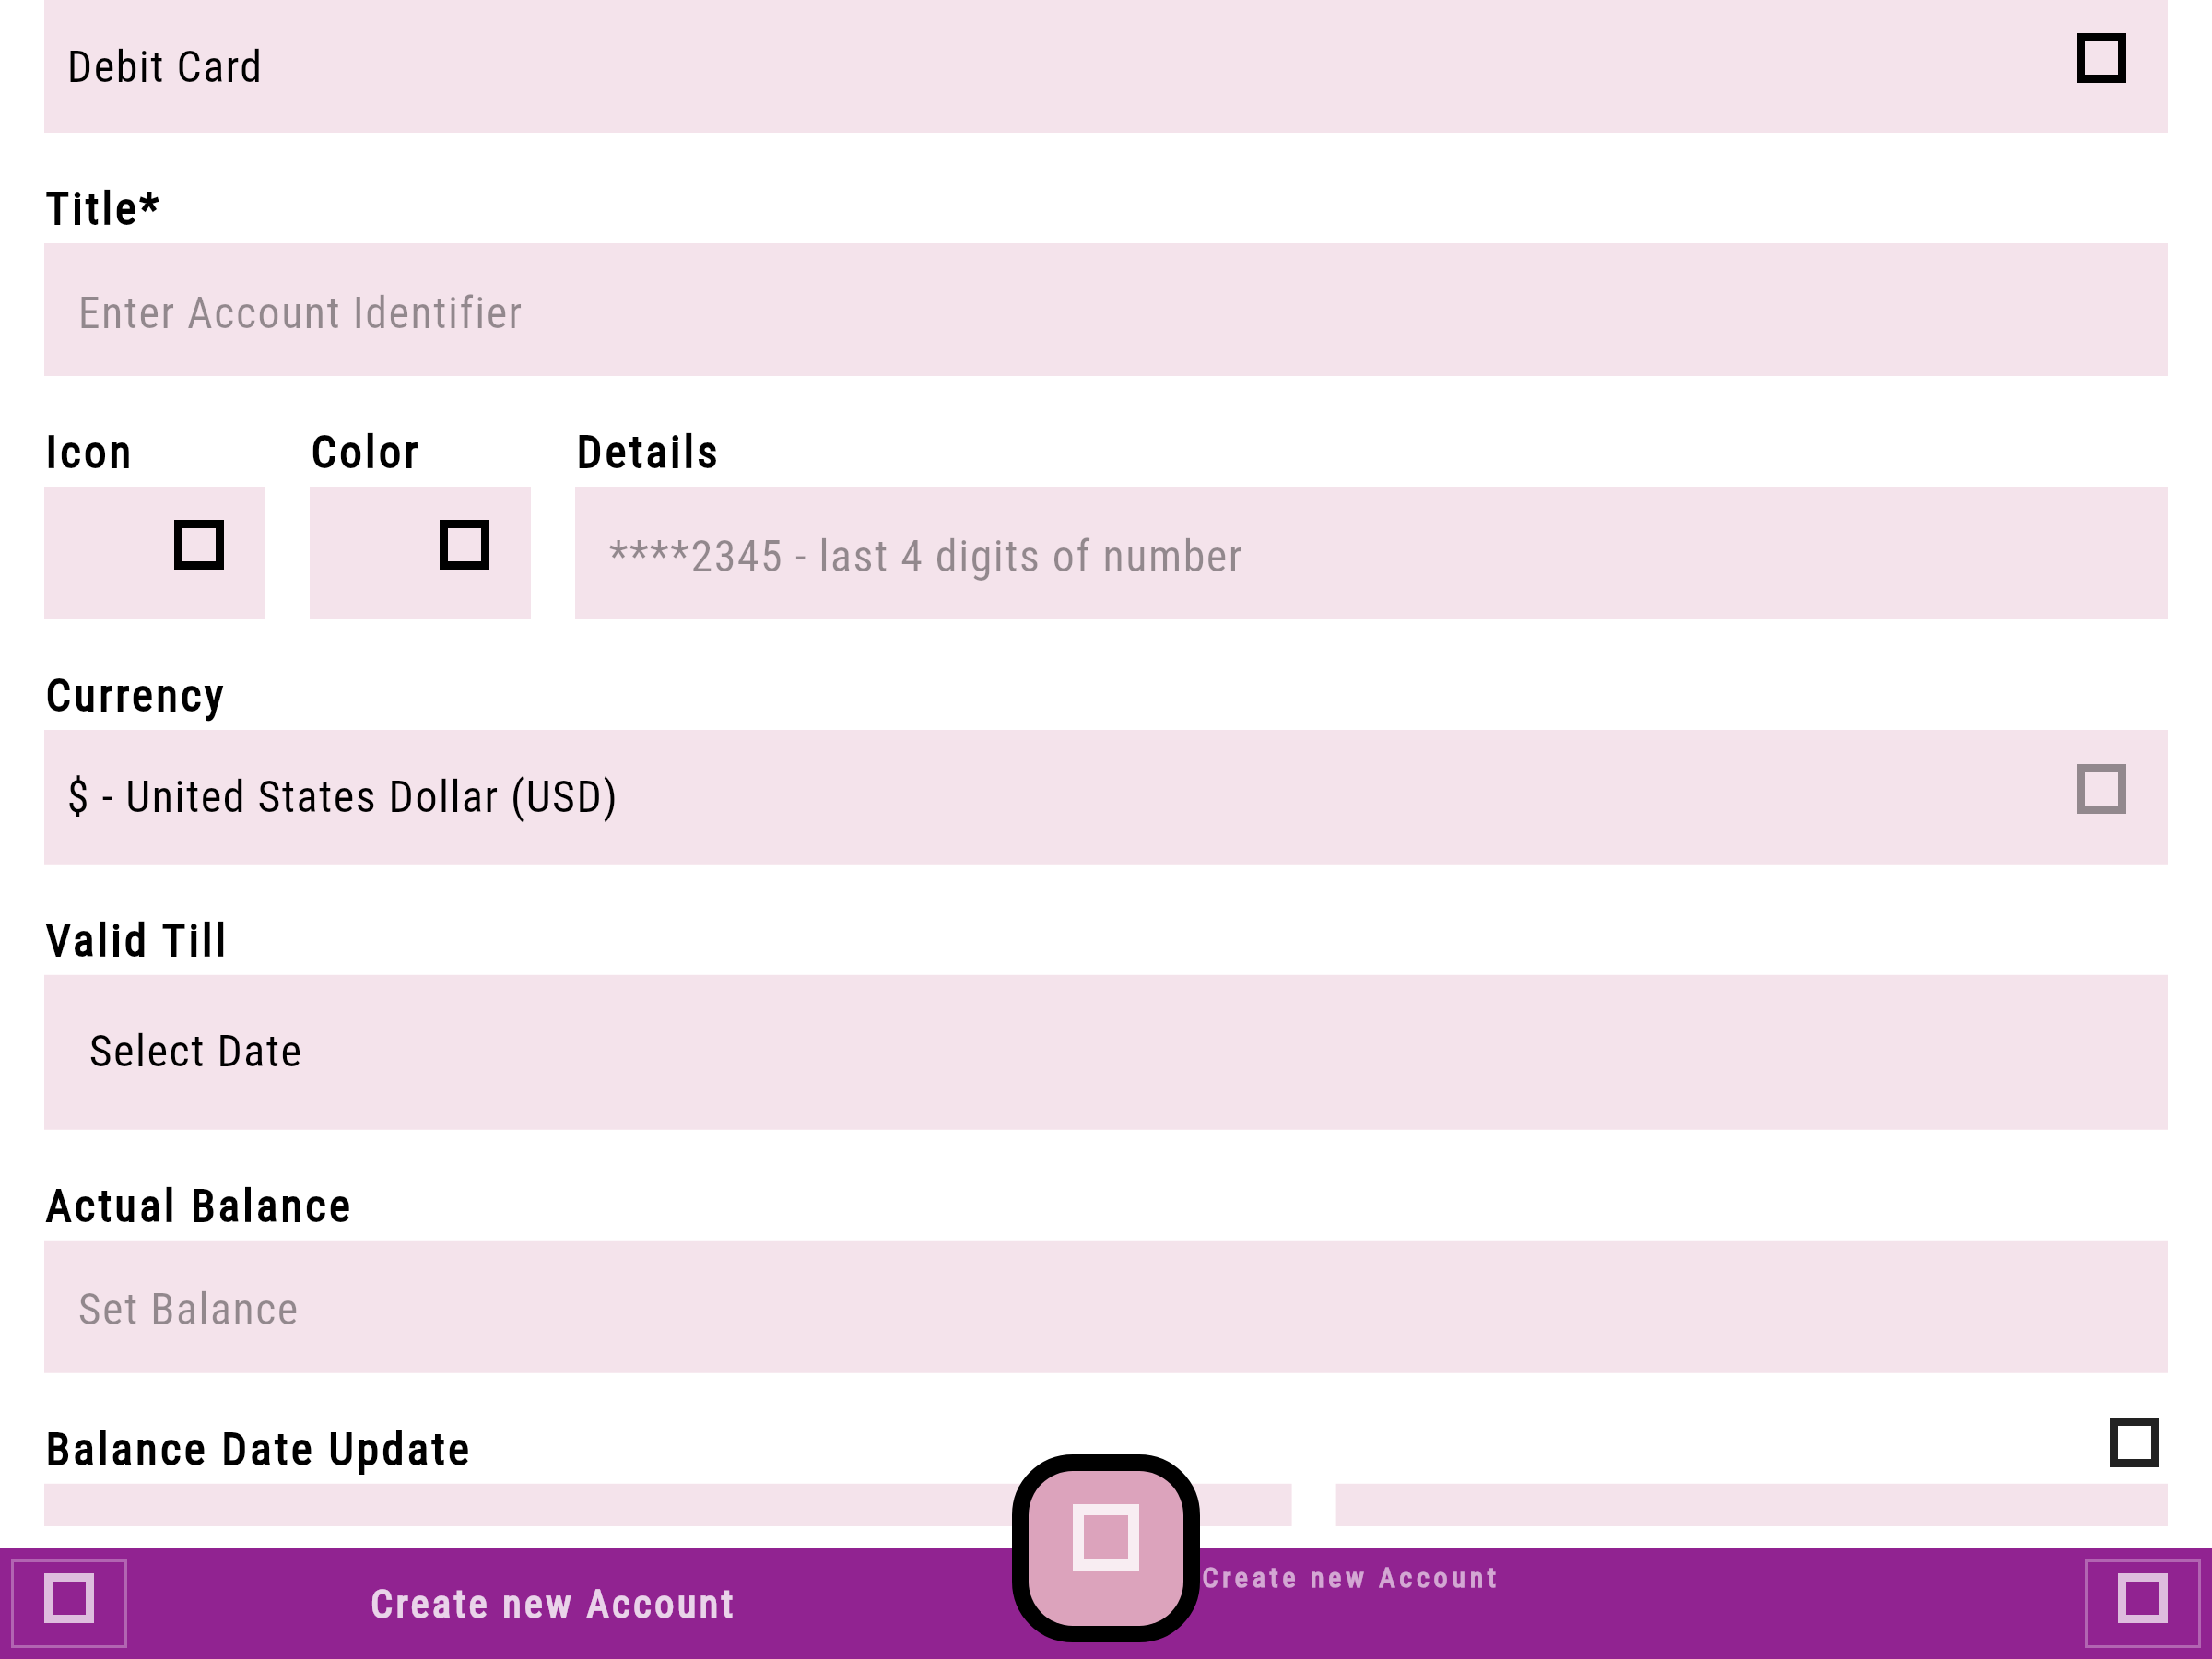 Debit Card
Title*
Enter Account Identifier
Icon Color Details
****2345 - last 4 digits of number
Currency
$ - United States Dollar (USD)
Valid Till
Select Date
Actual Balance
Set Balance
Balance Date Update
Create new Account
Create new Account